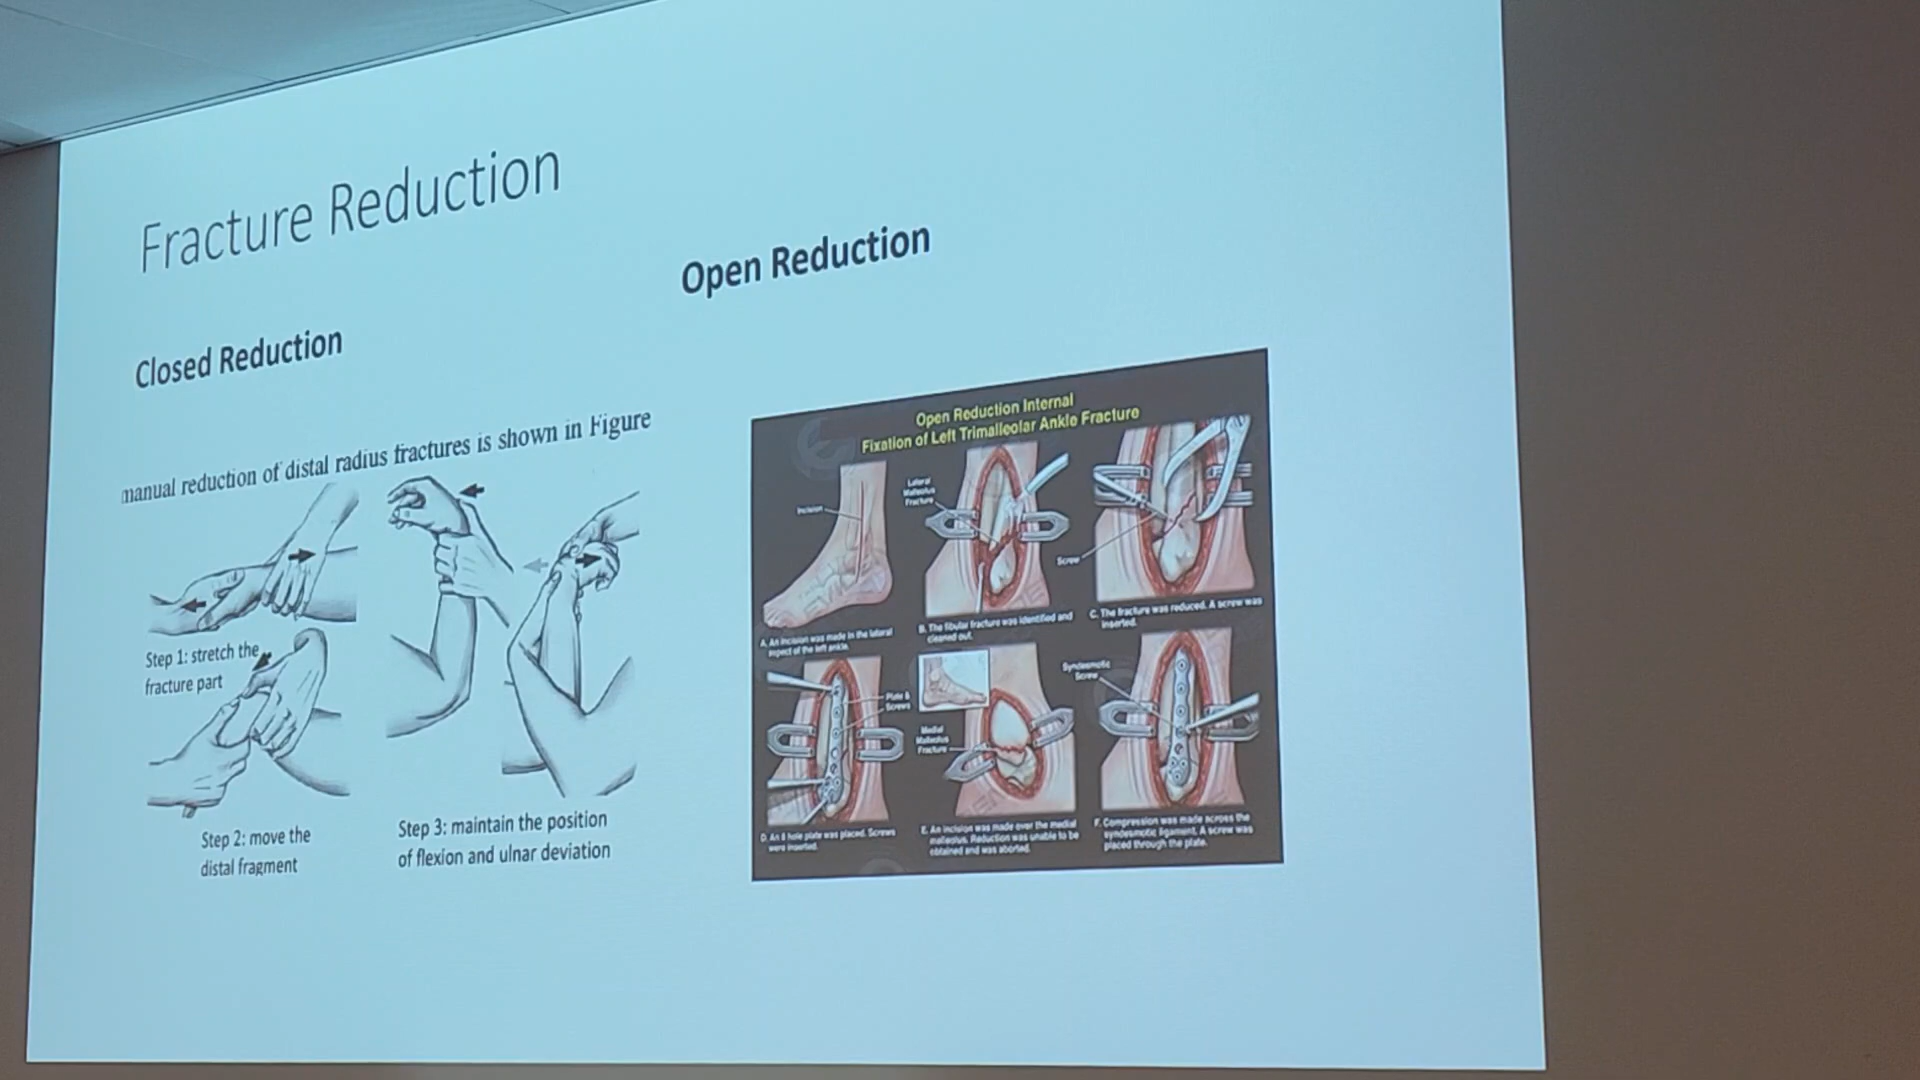 Fracture Reduction
Closed Reduction
manual reduction of distal radius fractures is shown in Figure
Step 1: stretch the
fracture part
Step 2: move the
distal fragment
Step 3: maintain the position
of flexion and ulnar deviation
Open Reduction
Open Reduction Internal
Fixation of Left Trimalleolar Ankle Fracture
Incision
A. An incision was made in the lateral
aspect of the left ankle.
Lateral
Malleolus
Fracture
B. The fibular fracture was identified and
cleaned out.
Screw
C. The fracture was reduced. A screw was
inserted.
Plate &
Screws
D. An 8 hole plate was placed. Screws
were inserted.
Medial
Malleolus
Fracture
E. An incision was made over the medial
malleolus. Reduction was unable to be
obtained and was aborted.
Syndesmotic
Screw
F. Compression was made across the
syndesmotic ligament. A screw was
placed through the plate.